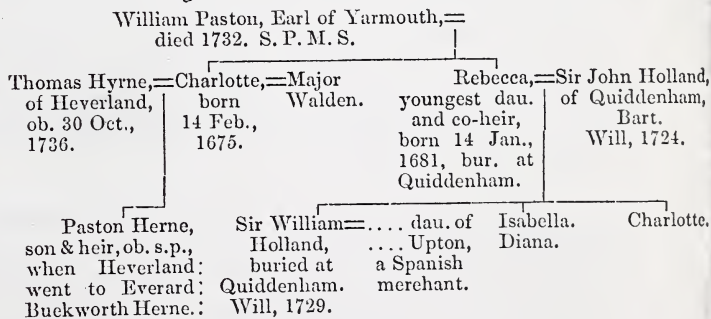 William Paston, Earl of Yarmouth,=
died 1732. S. P. M. S.
Thomas Hyrne,=Charlotte,=Major
of Heverland, born Walden.
ob. 30 Oct., 14 Feb.,
1736. 1675.
Rebecca,=Sir John Holland,
youngest dau. of Quiddenham,
and co-heir, Bart.
born 14 Jan., Will, 1724.
1681, bur. at
Quiddenham.
Paston Herne,
son & heir, ob. s.p.,
when Heverland:
went to Everard:
Buckworth Herne.:
Sir William=.... dau. of
Holland, .... Upton,
buried at a Spanish
Quiddenham. merchant.
Will, 1729.
Isabella.
Diana.
Charlotte.